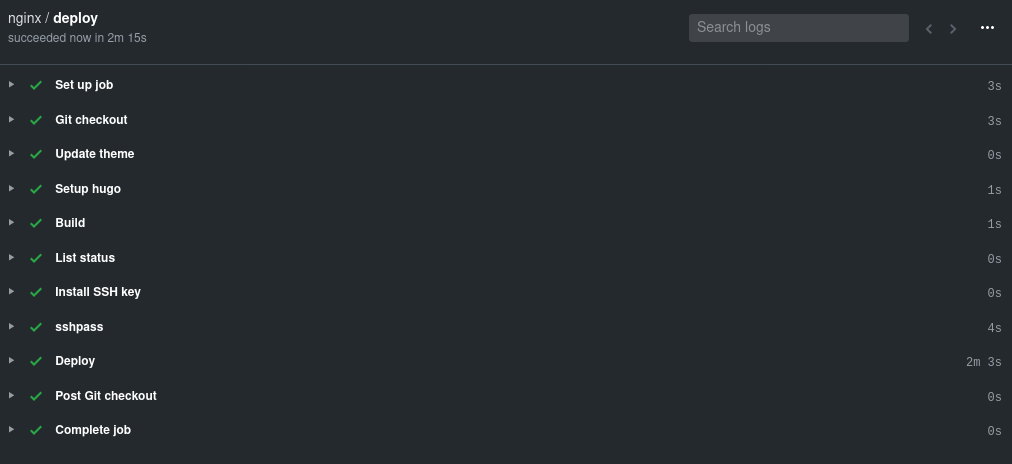 nginx / deploy
succeeded now in 2m 15s
Search logs
Set up job 3s
Git checkout 3s
Update theme 0s
Setup hugo 1s
Build 1s
List status 0s
Install SSH key 0s
sshpass 4s
Deploy 2m 3s
Post Git checkout 0s
Complete job 0s